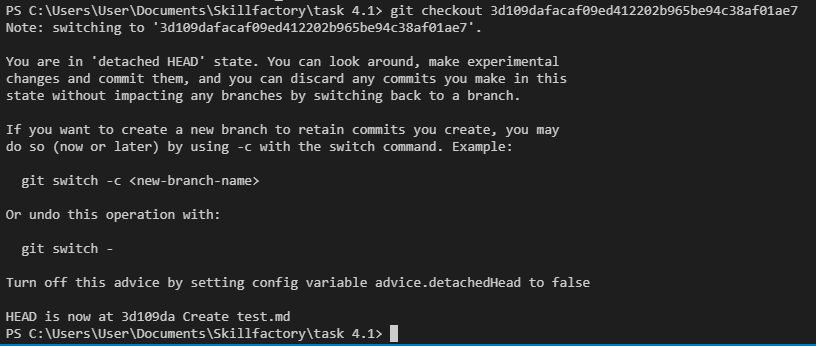 PS C:\Users\User\Documents\Skillfactory\task 4.1> git checkout 3d109dafacaf09ed412202b965be94c38af01ae7
Note: switching to '3d109dafacaf09ed412202b965be94c38af01ae7'.
You are in 'detached HEAD' state. You can look around, make experimental
changes and commit them, and you can discard any commits you make in this
state without impacting any branches by switching back to a branch.
If you want to create a new branch to retain commits you create, you may
do so (now or later) by using -c with the switch command. Example:
git switch -c <new-branch-name>
Or undo this operation with:
git switch -
Turn off this advice by setting config variable advice.detachedHead to false
HEAD is now at 3d109da Create test.md
PS C:\Users\User\Documents\Skillfactory\task 4.1>